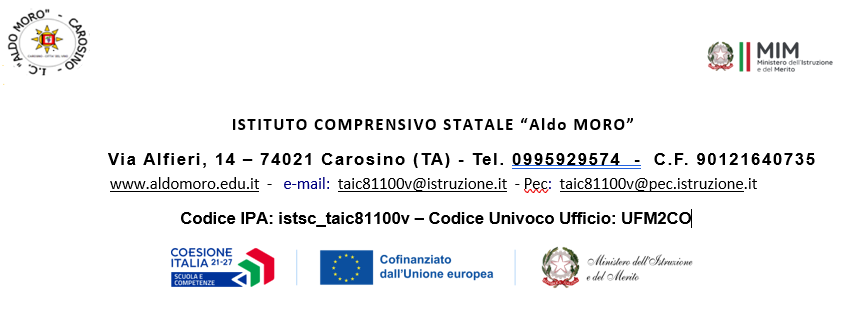 I.C. "ALDO MORO" - CAROSINO -
MIM
Ministero dell'Istruzione
e del Merito
ISTITUTO COMPRENSIVO STATALE “Aldo MORO”
Via Alfieri, 14 – 74021 Carosino (TA) - Tel. 0995929574 - C.F. 90121640735
www.aldomoro.edu.it - e-mail: taic81100v@istruzione.it - Pec: taic81100v@pec.istruzione.it
Codice IPA: istsc_taic81100v – Codice Univoco Ufficio: UFM2CO
COESIONE
ITALIA 21-27
SCUOLA E
COMPETENZE
Cofinanziato
dall'Unione europea
Ministero dell'Istruzione
e del Merito